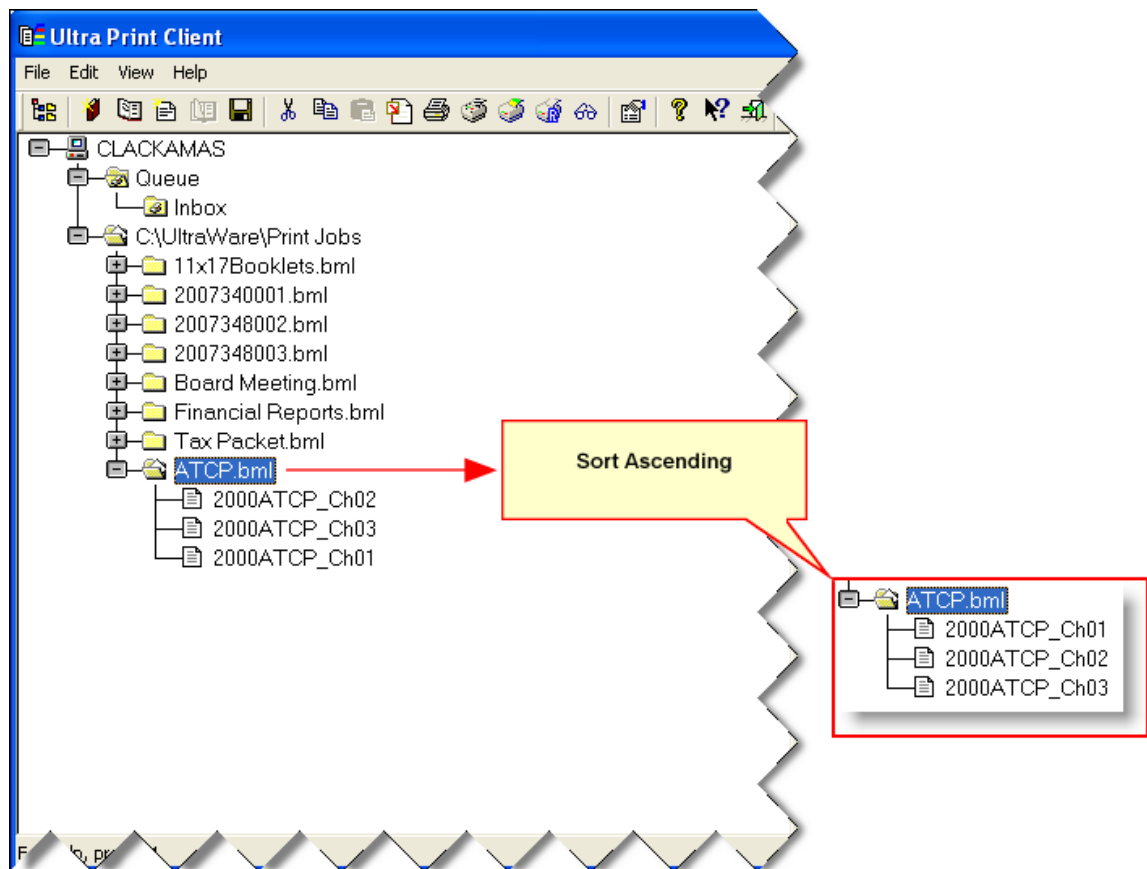 Ultra Print Client
File Edit View Help
CLACKAMAS
Queue
Inbox
C:\UltraWare\Print Jobs
11x17Booklets.bml
2007340001.bml
2007348002.bml
2007348003.bml
Board Meeting.bml
Financial Reports.bml
Tax Packet.bml
ATCP.bml
2000ATCP_Ch02
2000ATCP_Ch03
2000ATCP_Ch01
Sort Ascending
ATCP.bml
2000ATCP_Ch01
2000ATCP_Ch02
2000ATCP_Ch03